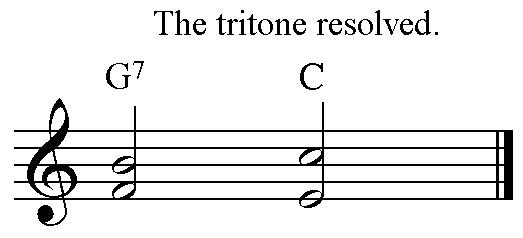 The tritone resolved.
G⁷ C